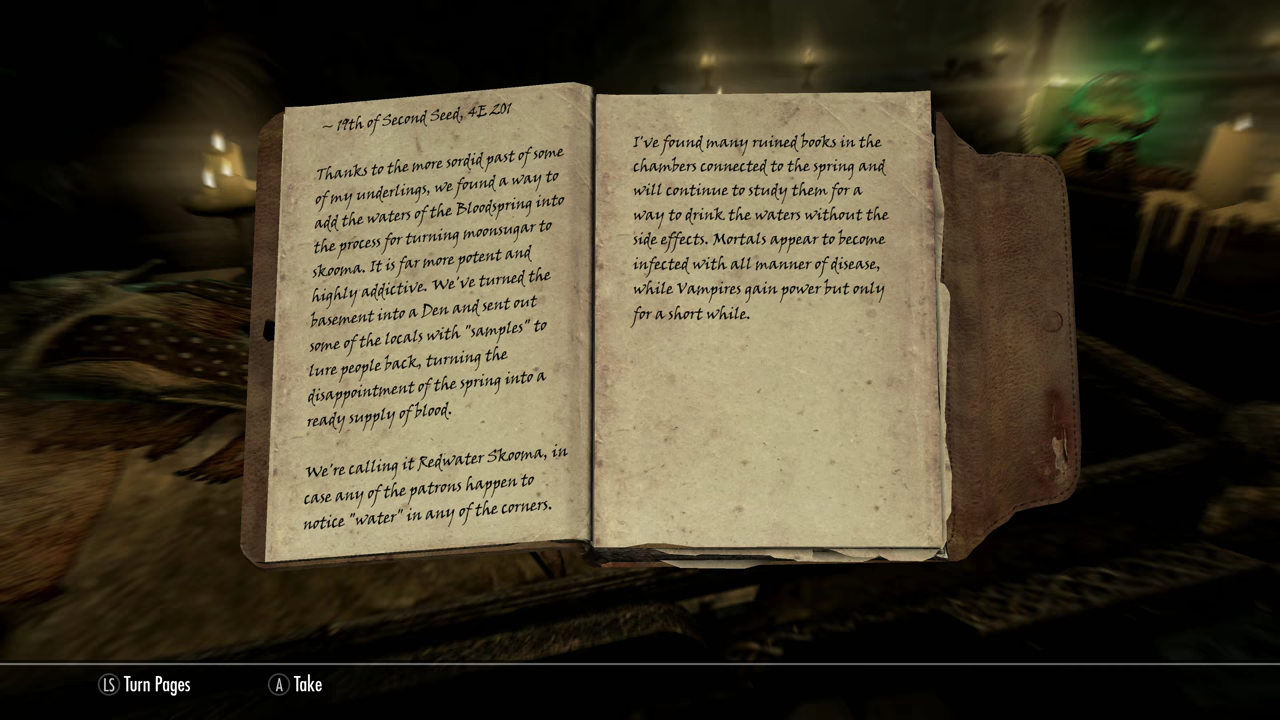 ~ 19th of Second Seed, 4E 201
Thanks to the more sordid past of some
of my underlings, we found a way to
add the waters of the Bloodspring into
the process for turning moonsugar to
skooma. It is far more potent and
highly addictive. We've turned the
basement into a Den and sent out
some of the locals with "samples" to
lure people back, turning the
disappointment of the spring into a
ready supply of blood.
We're calling it Redwater Skooma, in
case any of the patrons happen to
notice "water" in any of the corners.
I've found many ruined books in the
chambers connected to the spring and
will continue to study them for a
way to drink the waters without the
side effects. Mortals appear to become
infected with all manner of disease,
while Vampires gain power but only
for a short while.
LS Turn Pages
A Take